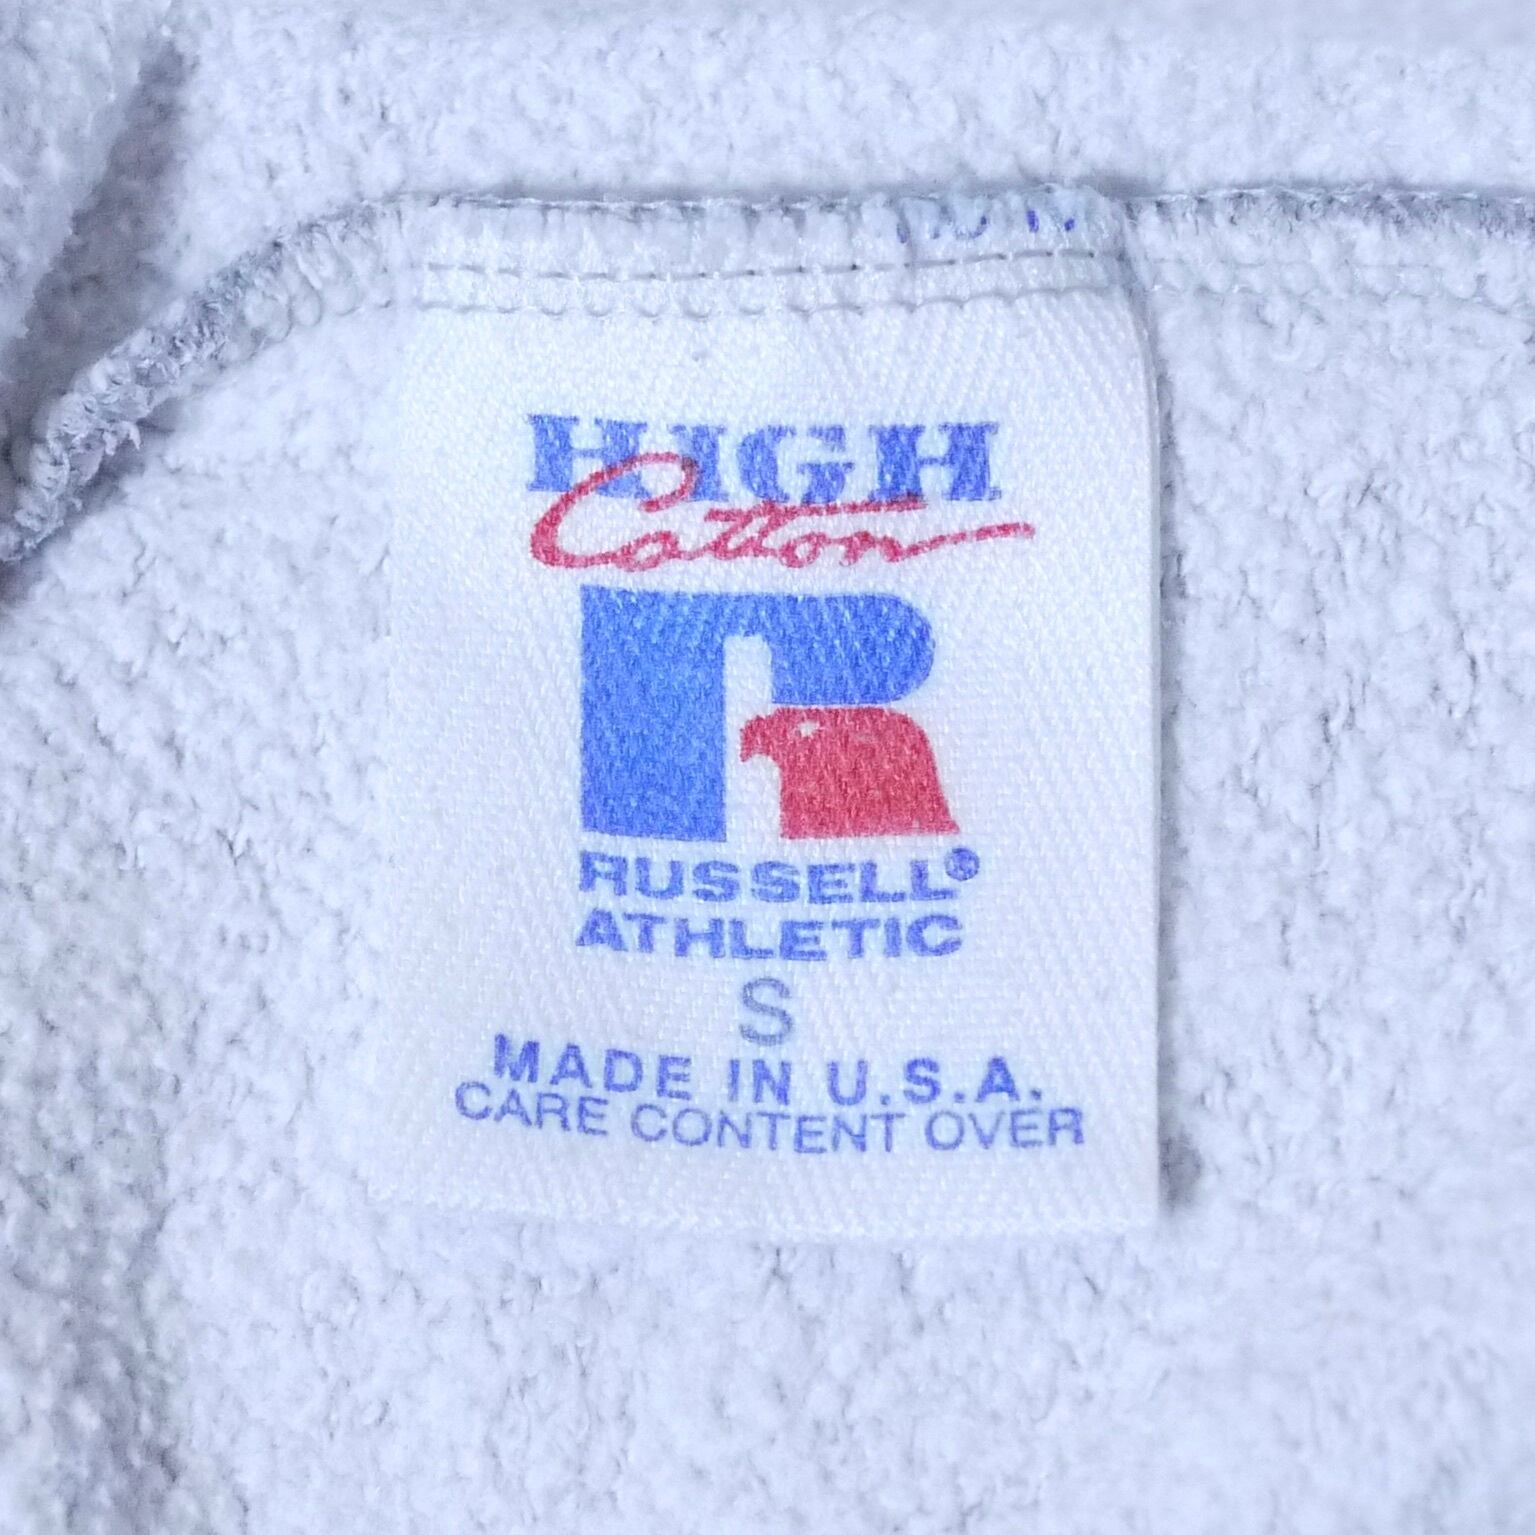 HIGH
Cotton
R
RUSSELL®
ATHLETIC
S
MADE IN U.S.A.
CARE CONTENT OVER